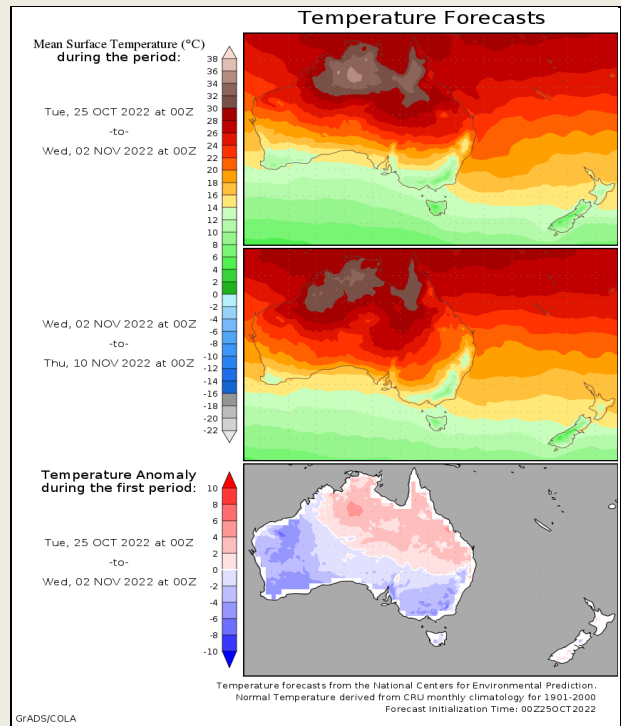 Temperature Forecasts
Mean Surface Temperature (°C)
during the period:
38
36
34
32
30
28
26
24
22
20
18
16
14
12
10
8
6
4
2
0
-2
-4
-6
-8
-10
-12
-14
-16
-18
-20
-22
Tue, 25 OCT 2022 at 00Z
-to-
Wed, 02 NOV 2022 at 00Z
Wed, 02 NOV 2022 at 00Z
-to-
Thu, 10 NOV 2022 at 00Z
Temperature Anomaly
during the first period:
10
8
6
4
2
0
-2
-4
-6
-8
-10
Tue, 25 OCT 2022 at 00Z
-to-
Wed, 02 NOV 2022 at 00Z
Temperature forecasts from the National Centers for Environmental Prediction.
Normal Temperature derived from CRU monthly climatology for 1901-2000
Forecast Initialization Time: 00Z25OCT2022
GrADS/COLA